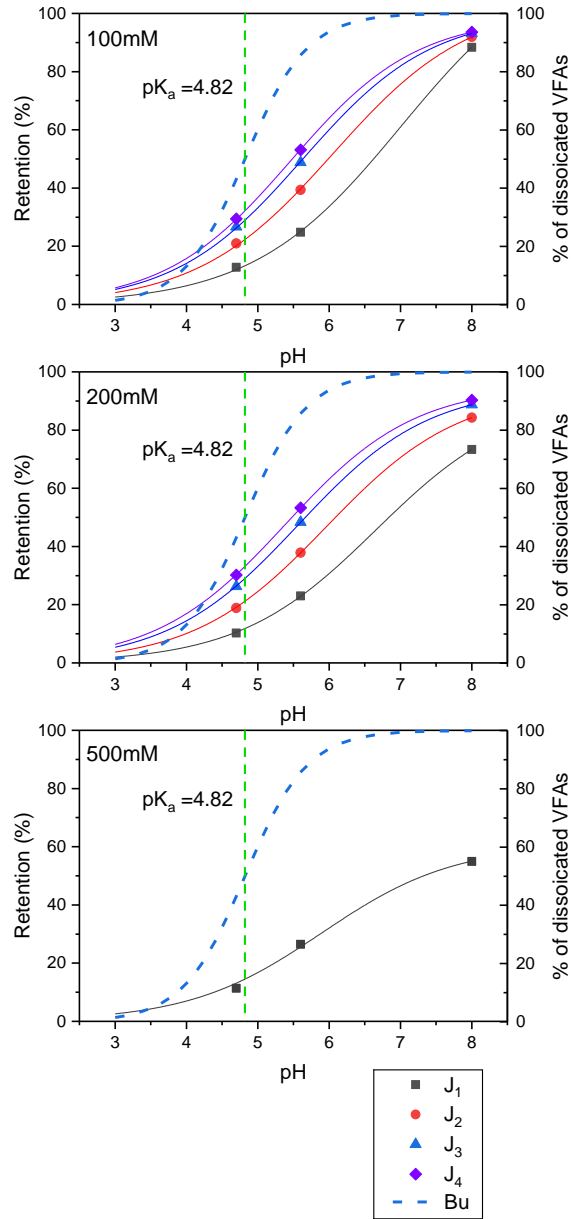 100mM
pKₐ =4.82
Retention (%)
% of dissoicated VFAs
100
80
60
40
20
0
100
80
60
40
20
0
3 4 5 6 7 8
pH
200mM
pKₐ =4.82
Retention (%)
% of dissoicated VFAs
100
80
60
40
20
0
100
80
60
40
20
0
3 4 5 6 7 8
pH
500mM
pKₐ =4.82
Retention (%)
% of dissoicated VFAs
100
80
60
40
20
0
100
80
60
40
20
0
3 4 5 6 7 8
pH
J₁
J₂
J₃
J₄
Bu